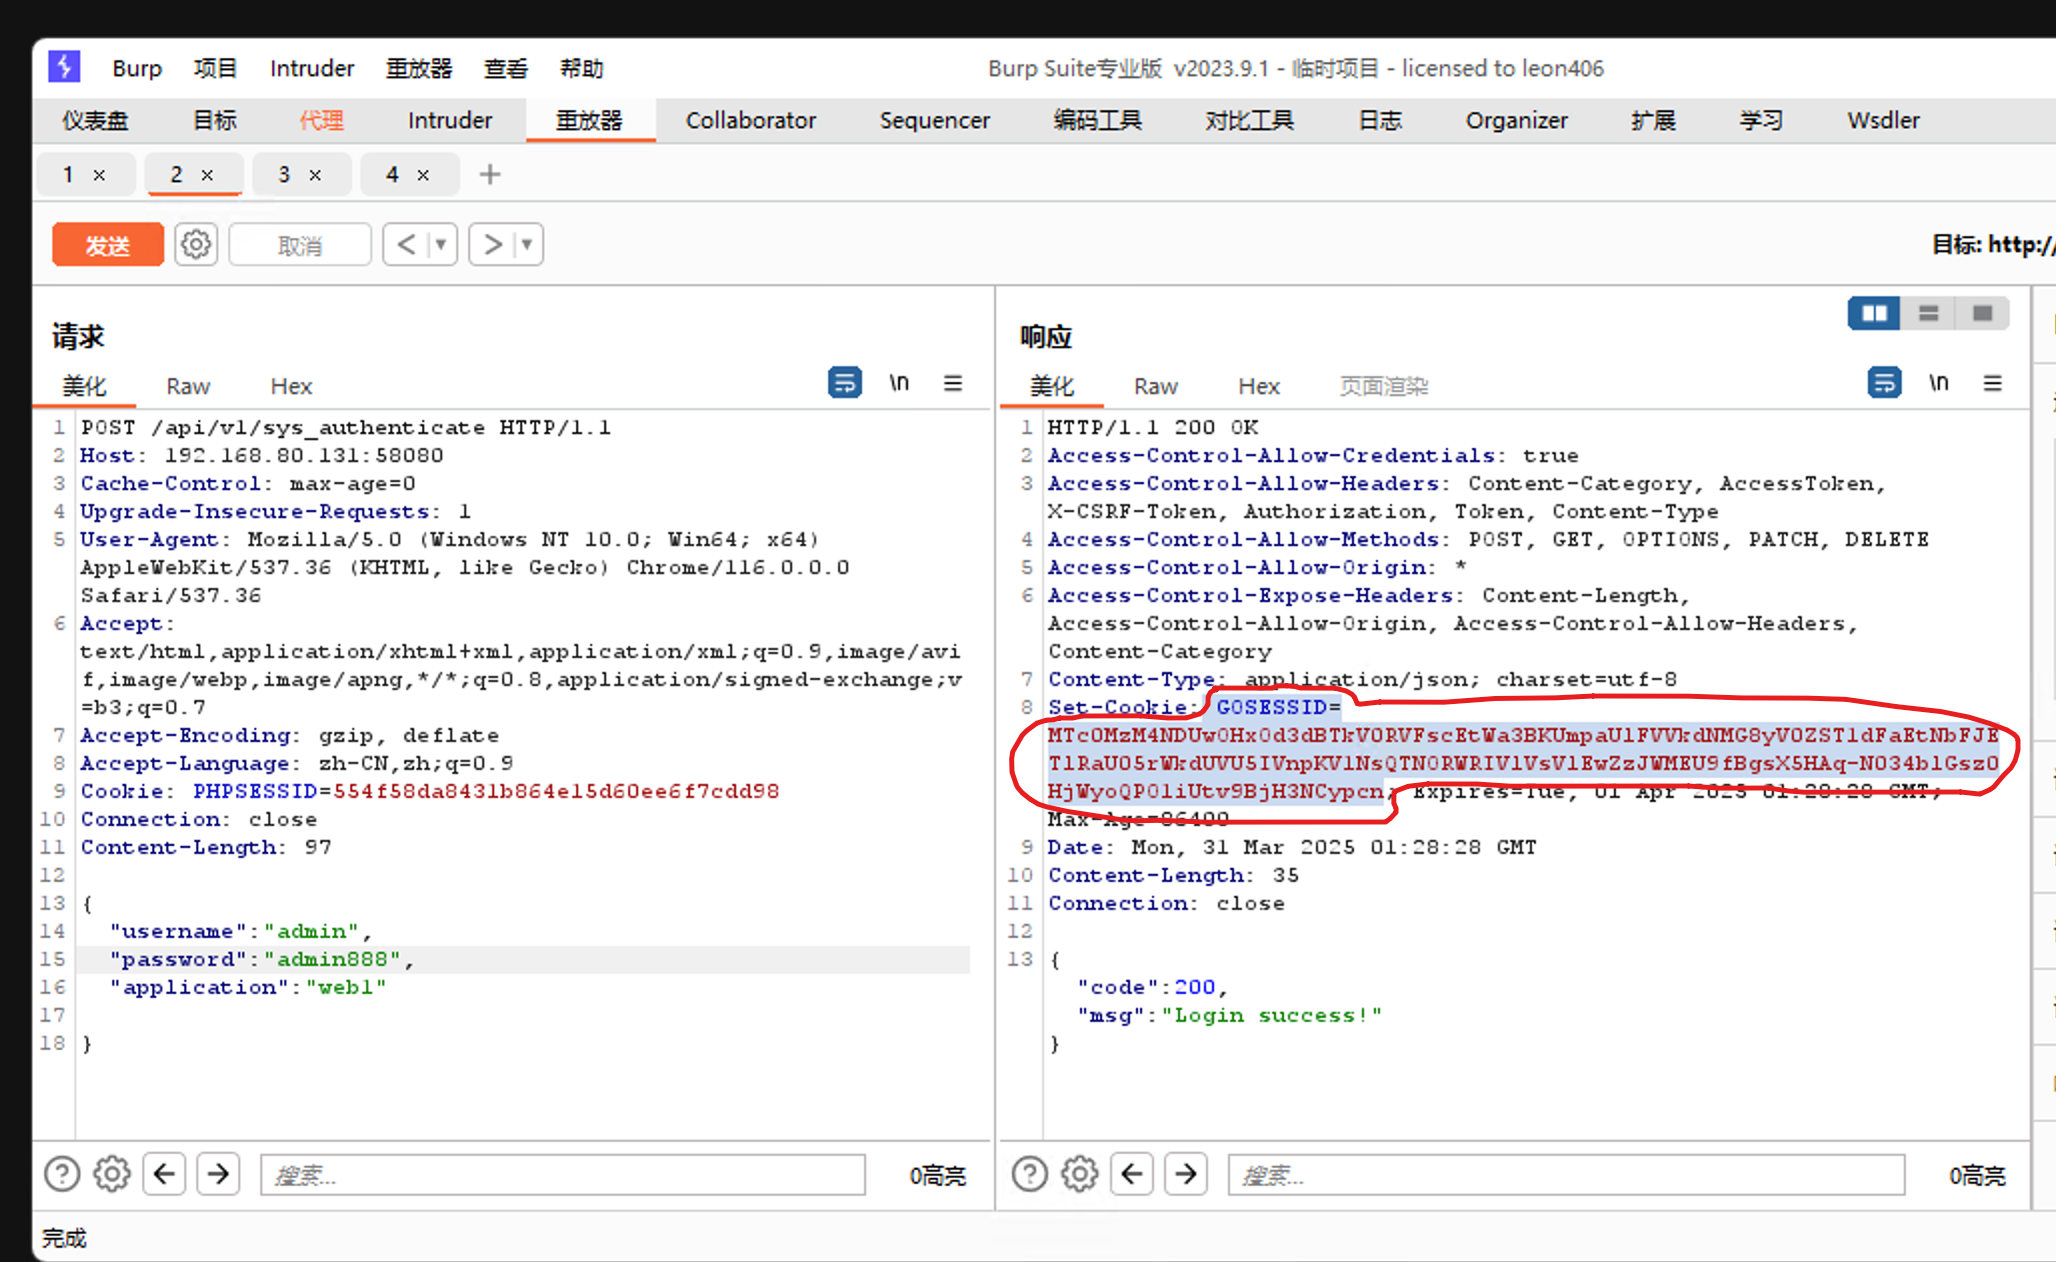 Burp 项目 Intruder 重放器 查看 帮助 Burp Suite专业版 v2023.9.1 - 临时项目 - licensed to leon406
仪表盘 目标 代理 Intruder 重放器 Collaborator Sequencer 编码工具 对比工具 日志 Organizer 扩展 学习 Wsdler
1 × 2 × 3 × 4 × +
发送 取消 < > 目标: http://
请求
美化 Raw Hex \n
1 POST /api/v1/sys_authenticate HTTP/1.1
2 Host: 192.168.80.131:58080
3 Cache-Control: max-age=0
4 Upgrade-Insecure-Requests: 1
5 User-Agent: Mozilla/5.0 (Windows NT 10.0; Win64; x64)
AppleWebKit/537.36 (KHTML, like Gecko) Chrome/116.0.0.0
Safari/537.36
6 Accept:
text/html,application/xhtml+xml,application/xml;q=0.9,image/avi
f,image/webp,image/apng,*/*;q=0.8,application/signed-exchange;v
=b3;q=0.7
7 Accept-Encoding: gzip, deflate
8 Accept-Language: zh-CN,zh;q=0.9
9 Cookie: PHPSESSID=554f58da8431b864e15d60ee6f7cdd98
10 Connection: close
11 Content-Length: 97
12
13 {
14 "username":"admin",
15 "password":"admin888",
16 "application":"web1"
17
18 }
搜索... 0高亮
响应
美化 Raw Hex 页面渲染 \n
1 HTTP/1.1 200 OK
2 Access-Control-Allow-Credentials: true
3 Access-Control-Allow-Headers: Content-Category, AccessToken,
X-CSRF-Token, Authorization, Token, Content-Type
4 Access-Control-Allow-Methods: POST, GET, OPTIONS, PATCH, DELETE
5 Access-Control-Allow-Origin: *
6 Access-Control-Expose-Headers: Content-Length,
Access-Control-Allow-Origin, Access-Control-Allow-Headers,
Content-Category
7 Content-Type: application/json; charset=utf-8
8 Set-Cookie: GOSESSID=
Expires=Tue, 01 Apr 2025 01:28:28 GMT;
Max-Age=86400
9 Date: Mon, 31 Mar 2025 01:28:28 GMT
10 Content-Length: 35
11 Connection: close
12
13 {
"code":200,
"msg":"Login success!"
}
搜索... 0高亮
完成